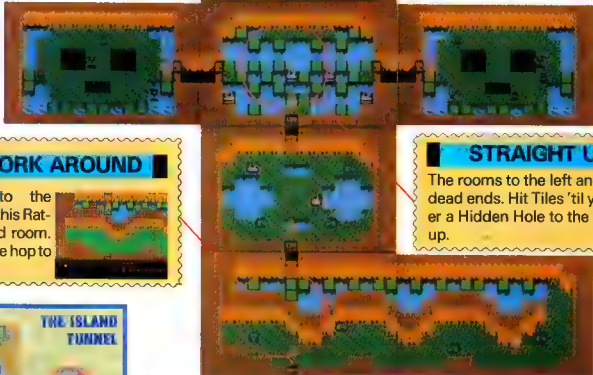 ORK AROUND
to the
this Rat-
d room.
e hop to
STRAIGHT U
The rooms to the left an
dead ends. Hit Tiles 'til y
er a Hidden Hole to the
up.
THE ISLAND
TUNNEL